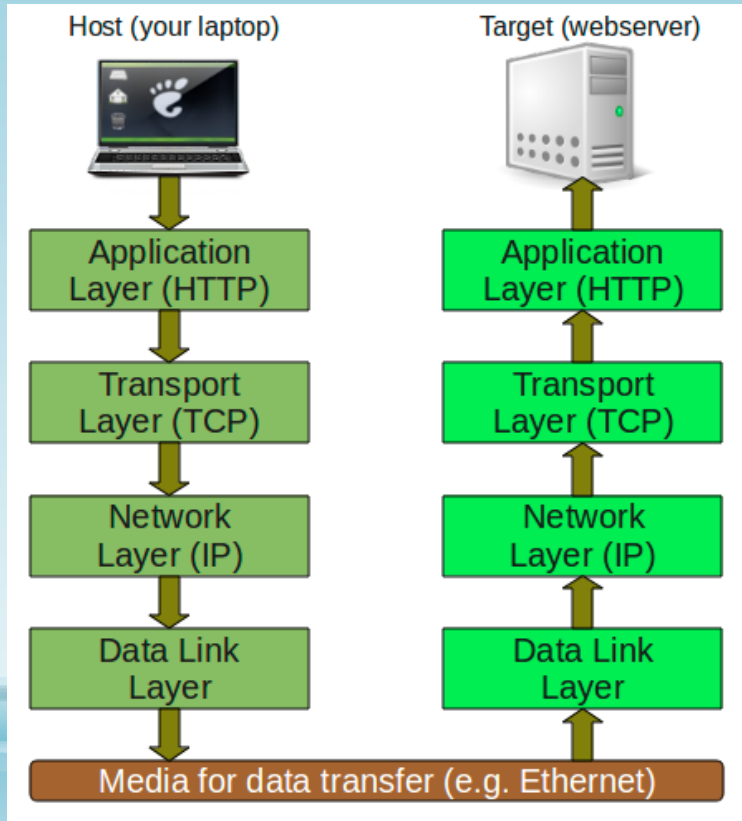 Host (your laptop)
Target (webserver)
Application
Layer (HTTP)
Application
Layer (HTTP)
Transport
Layer (TCP)
Transport
Layer (TCP)
Network
Layer (IP)
Network
Layer (IP)
Data Link
Layer
Data Link
Layer
Media for data transfer (e.g. Ethernet)